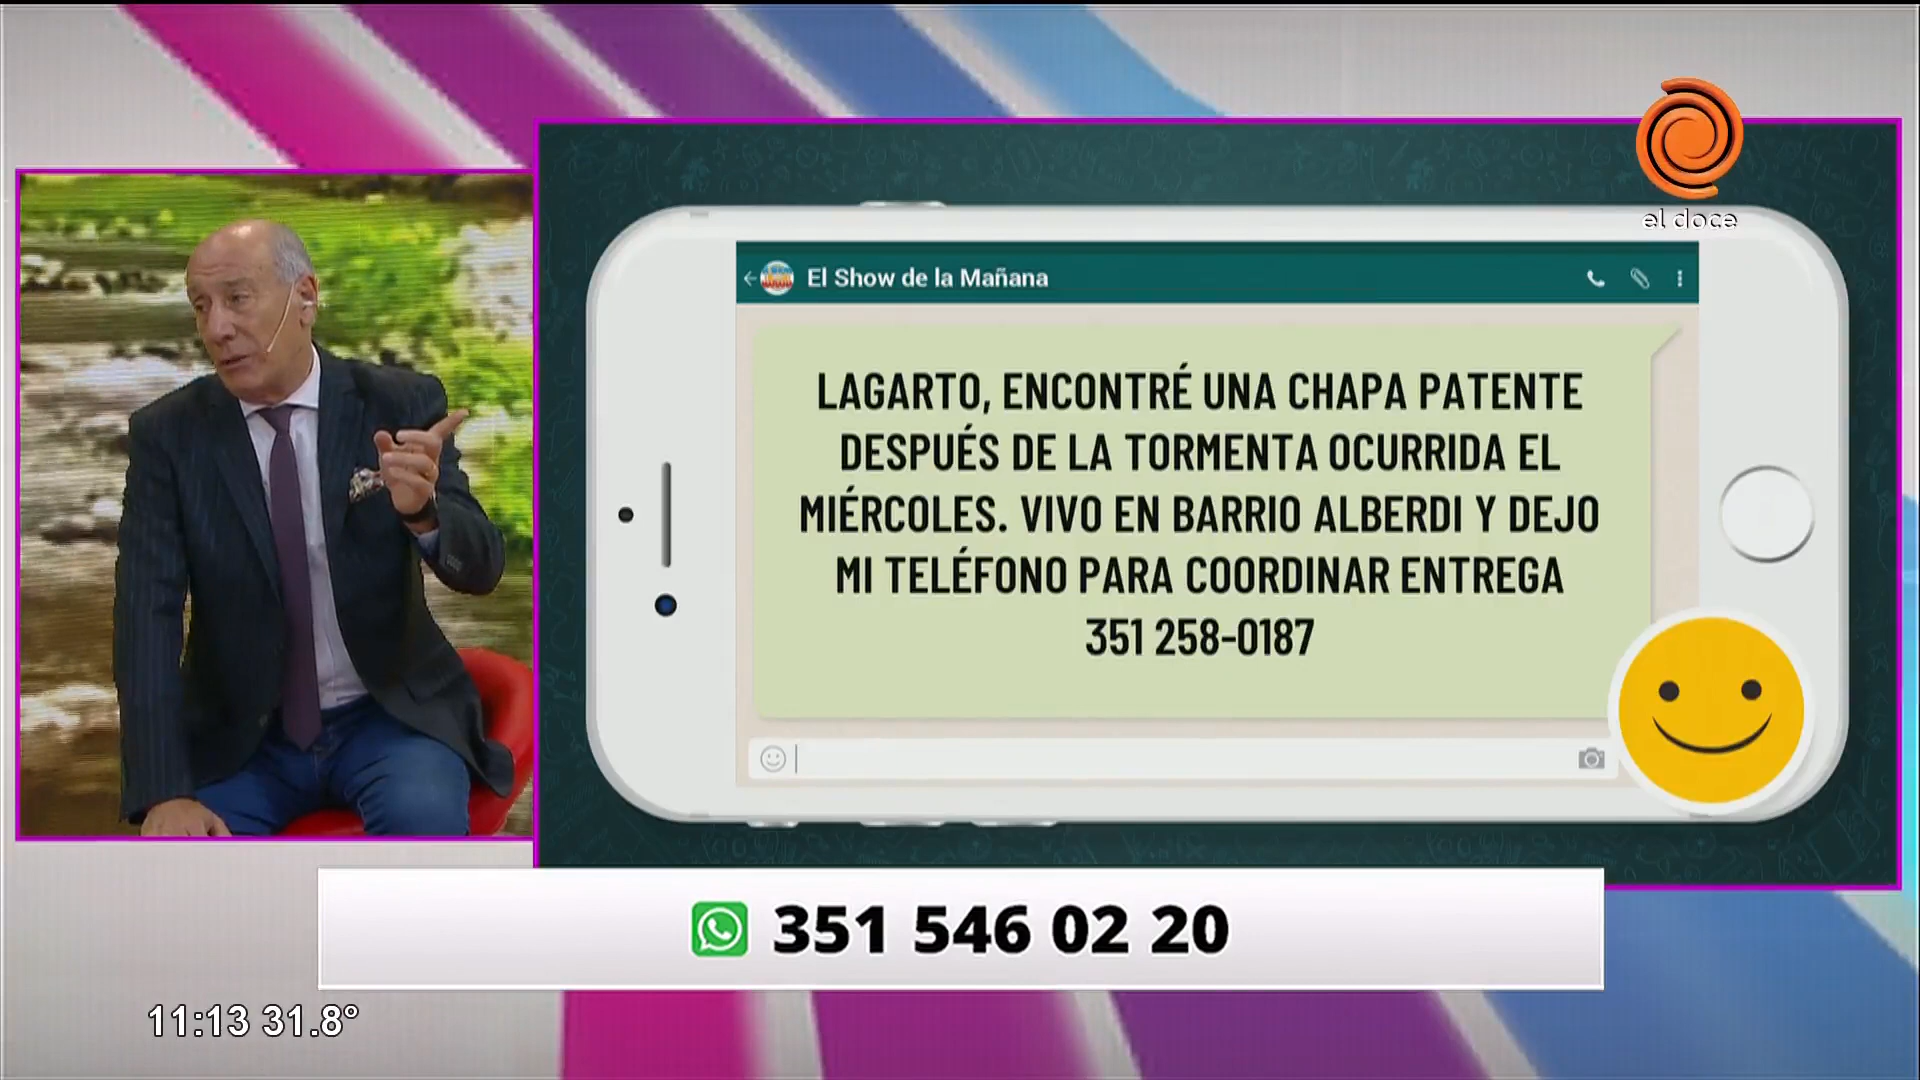 el doce
El Show de la Mañana
LAGARTO, ENCONTRÉ UNA CHAPA PATENTE
DESPUÉS DE LA TORMENTA OCURRIDA EL
MIÉRCOLES. VIVO EN BARRIO ALBERDI Y DEJO
MI TELÉFONO PARA COORDINAR ENTREGA
351 258-0187
351 546 02 20
11:13 31.8°